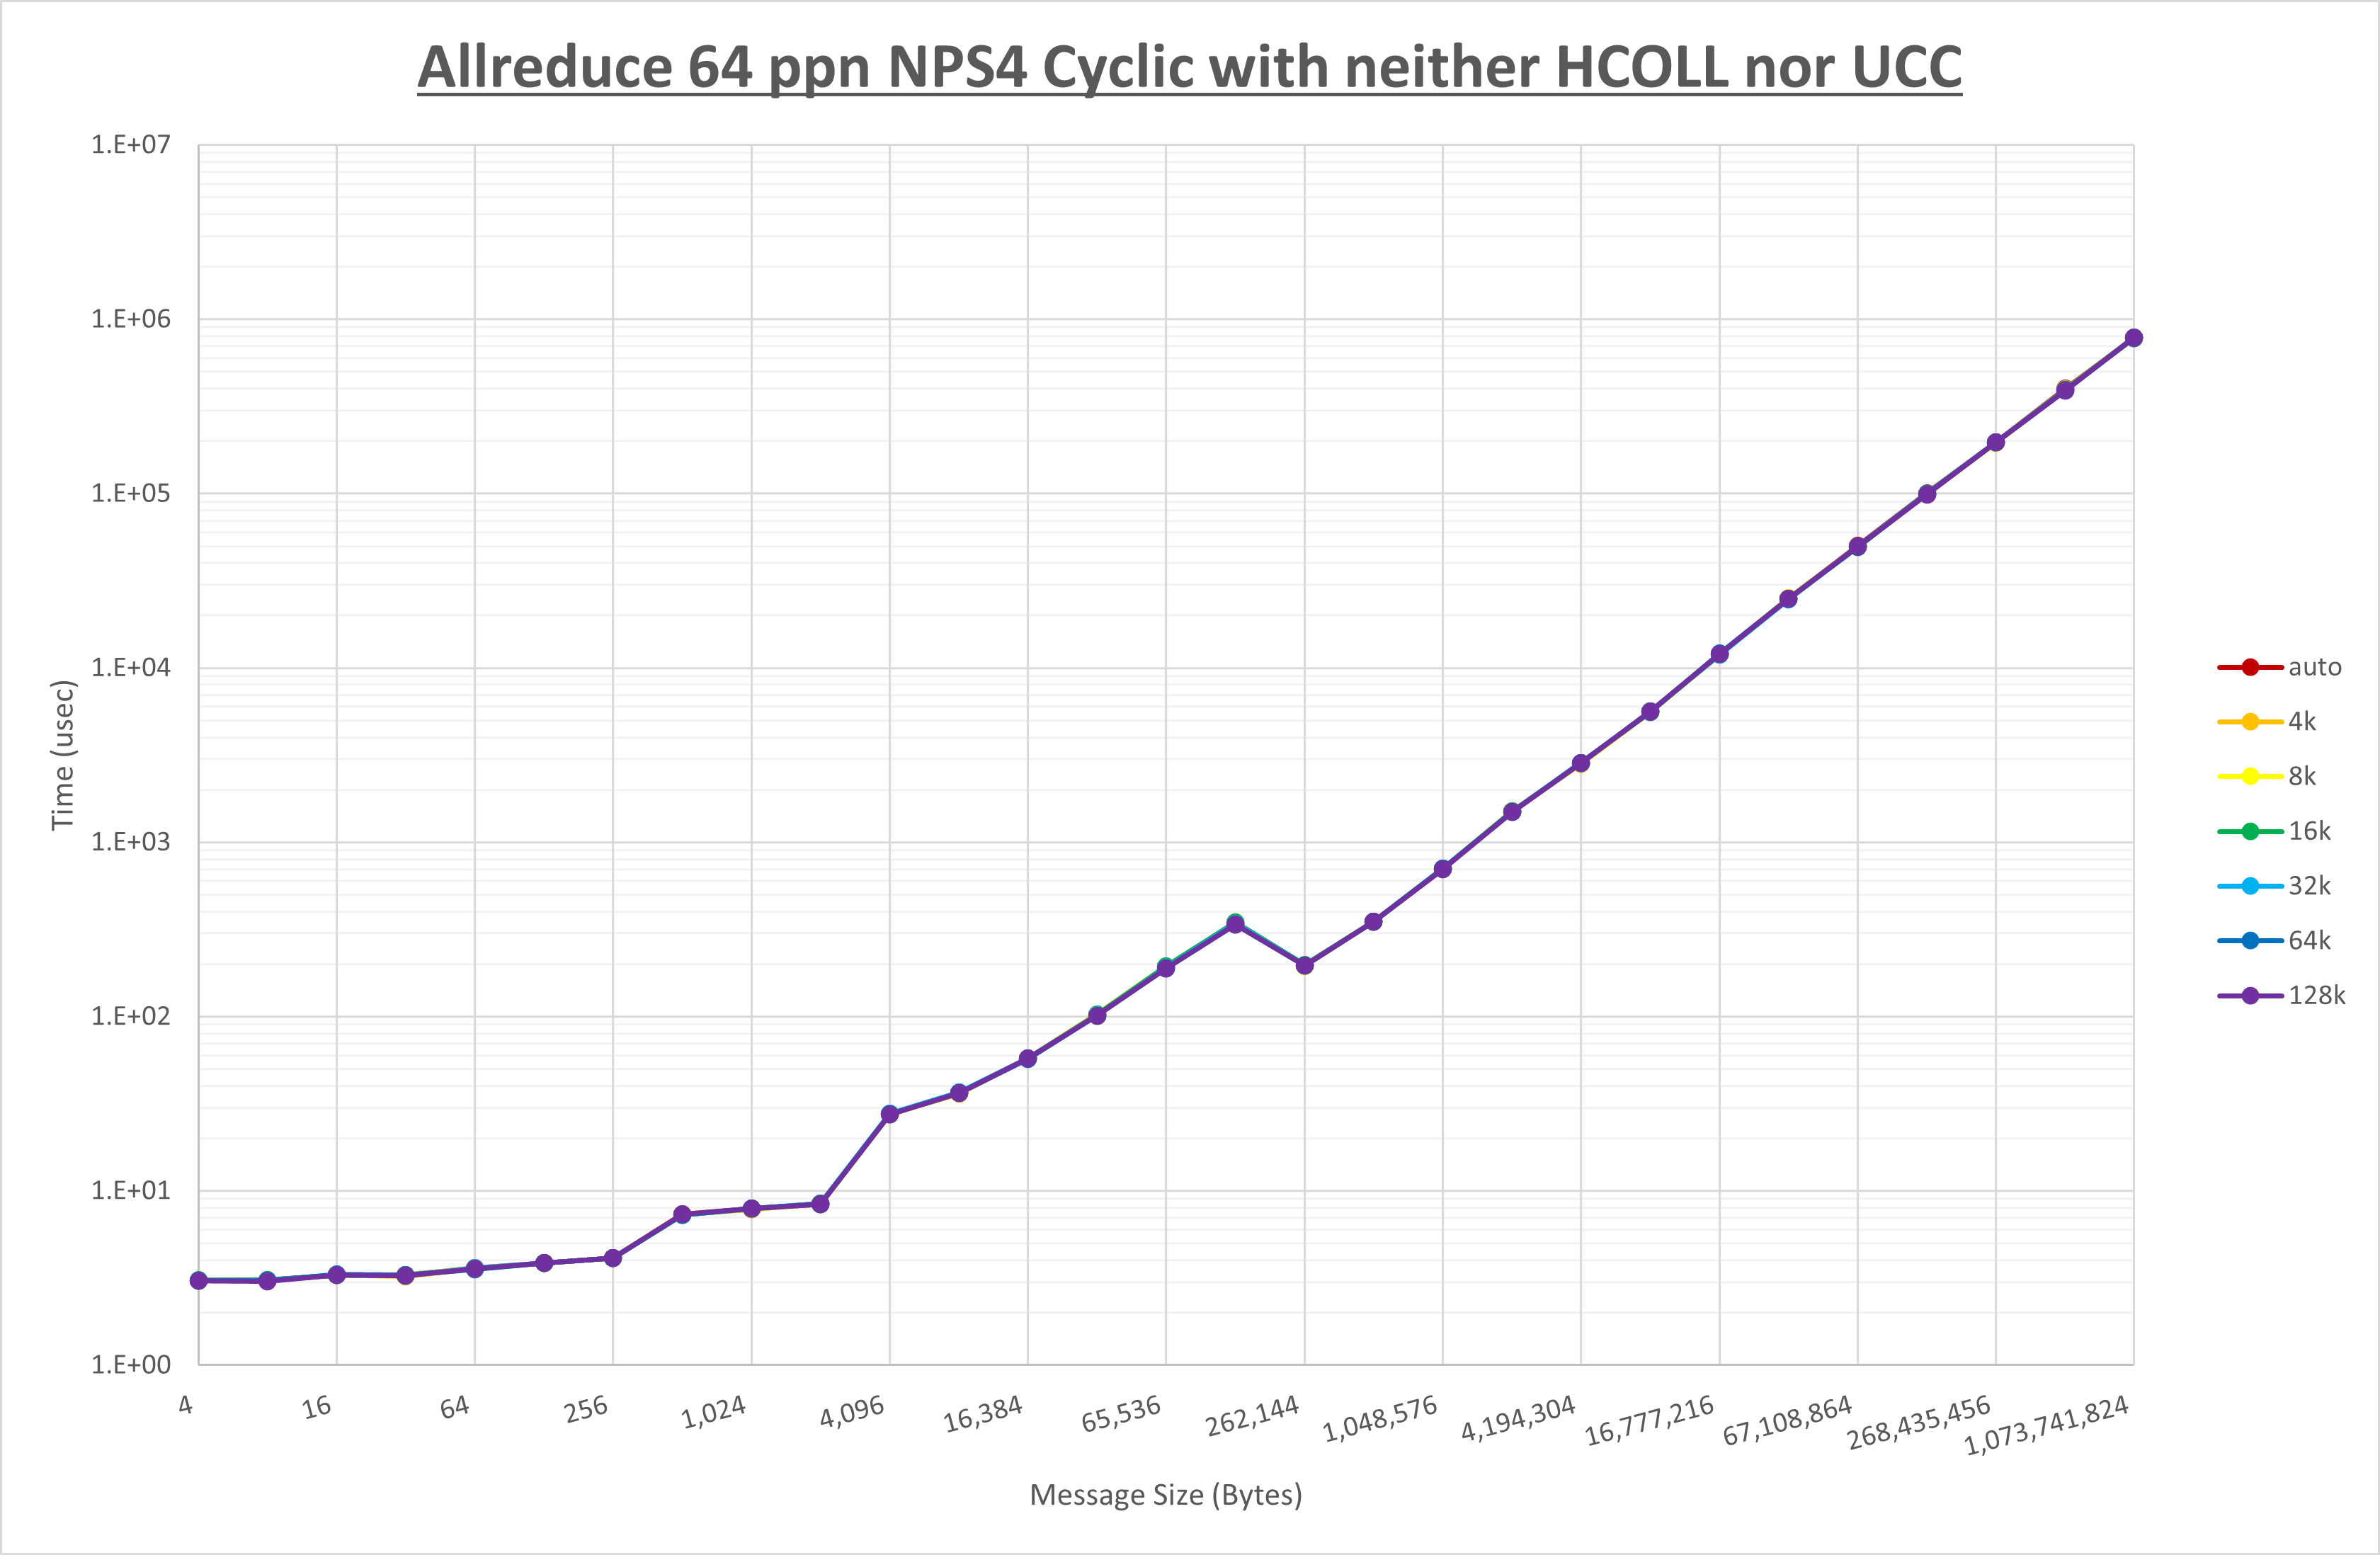 Allreduce 64 ppn NPS4 Cyclic with neither HCOLL nor UCC
1.E+07
1.E+06
1.E+05
1.E+04
1.E+03
1.E+02
1.E+01
1.E+00
Time (usec)
4
16
64
256
1,024
4,096
16,384
65,536
262,144
1,048,576
4,194,304
16,777,216
67,108,864
268,435,456
1,073,741,824
Message Size (Bytes)
auto
4k
8k
16k
32k
64k
128k